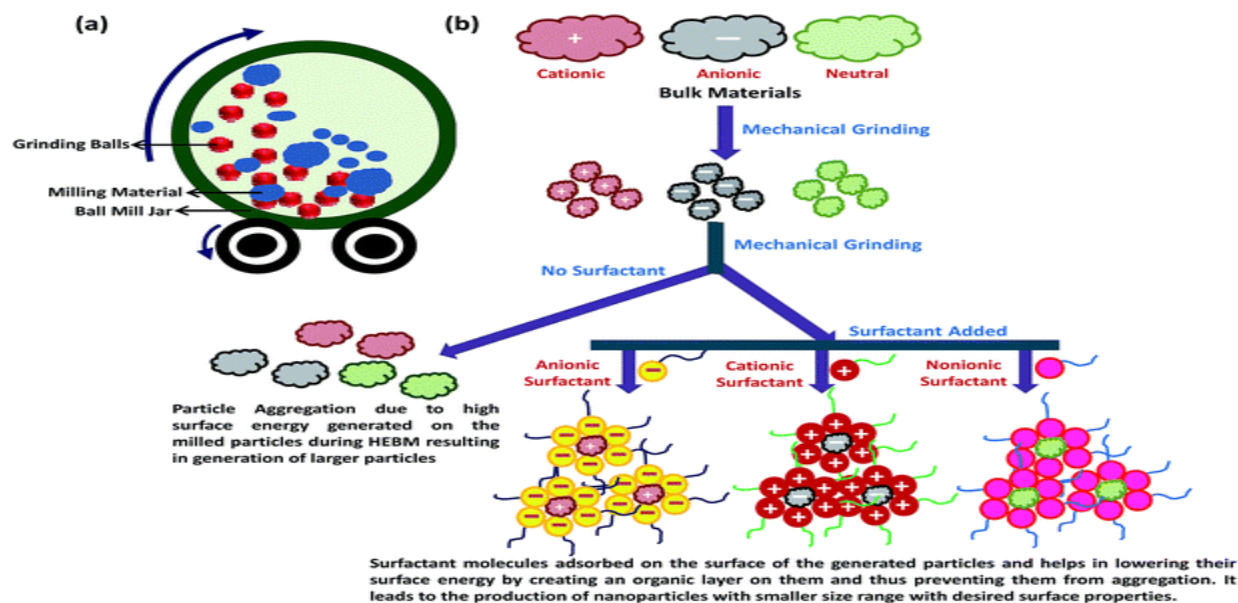 (a)
Grinding Balls
Milling Material
Ball Mill Jar
(b)
+
−
Cationic
Anionic
Neutral
Bulk Materials
Mechanical Grinding
Mechanical Grinding
No Surfactant
Surfactant Added
Anionic
Surfactant
Cationic
Surfactant
Nonionic
Surfactant
Particle Aggregation due to high
surface energy generated on the
milled particles during HEBM resulting
in generation of larger particles
Surfactant molecules adsorbed on the surface of the generated particles and helps in lowering their
surface energy by creating an organic layer on them and thus preventing them from aggregation. It
leads to the production of nanoparticles with smaller size range with desired surface properties.